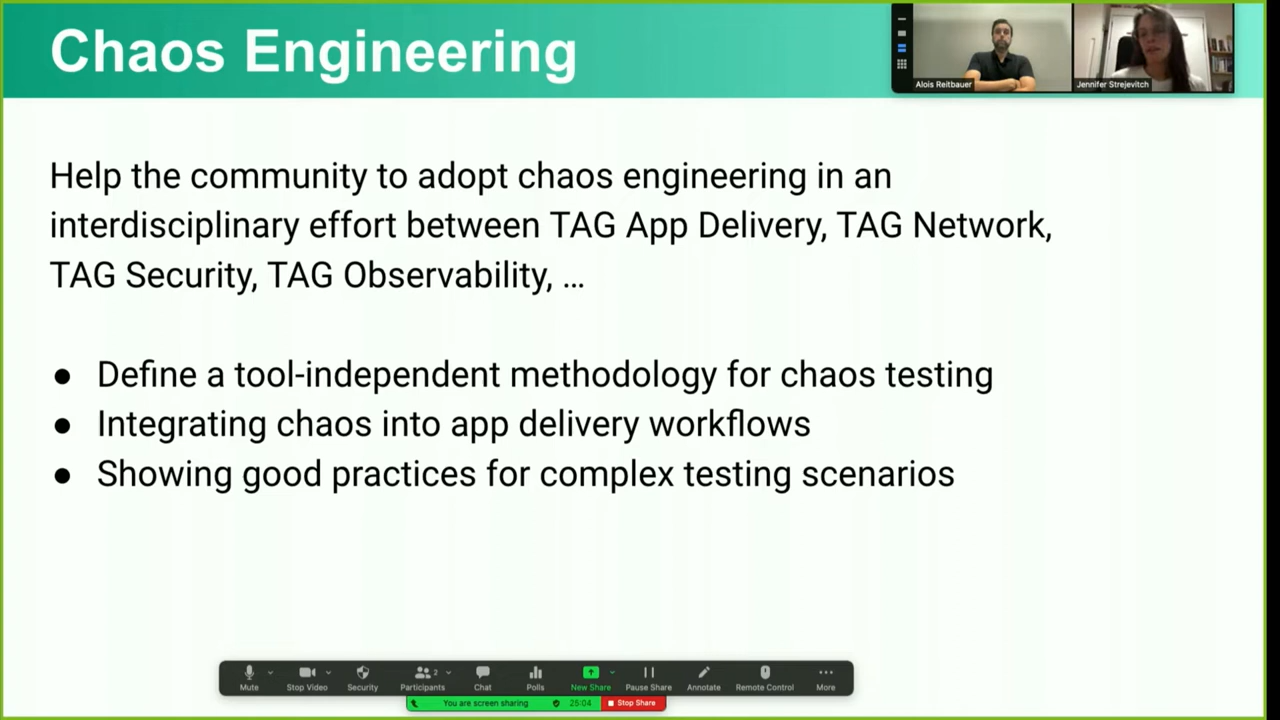 Chaos Engineering
Alois Reitbauer
Jennifer Strejevitch
Help the community to adopt chaos engineering in an
interdisciplinary effort between TAG App Delivery, TAG Network,
TAG Security, TAG Observability, ...
● Define a tool-independent methodology for chaos testing
● Integrating chaos into app delivery workflows
● Showing good practices for complex testing scenarios
Mute
Stop Video
Security
2
Participants
Chat
Polls
New Share
Pause Share
Annotate
Remote Control
More
You are screen sharing
25:04
Stop Share